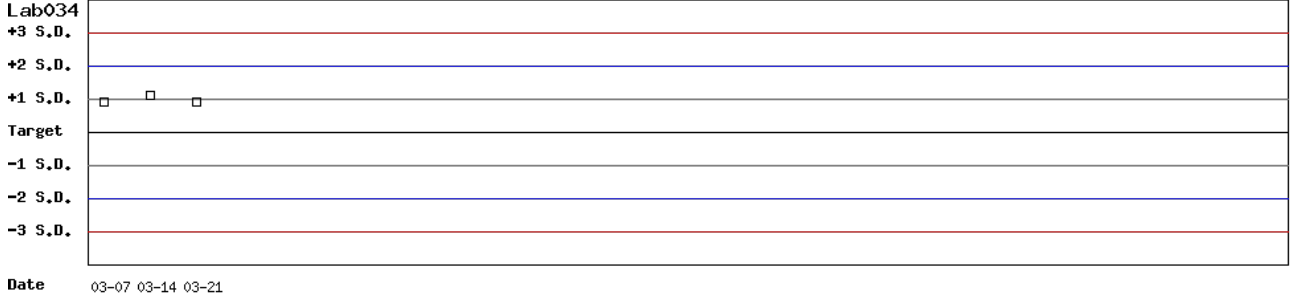 Lab034
+3 S.D.
+2 S.D.
+1 S.D.
Target
-1 S.D.
-2 S.D.
-3 S.D.
Date 03-07 03-14 03-21